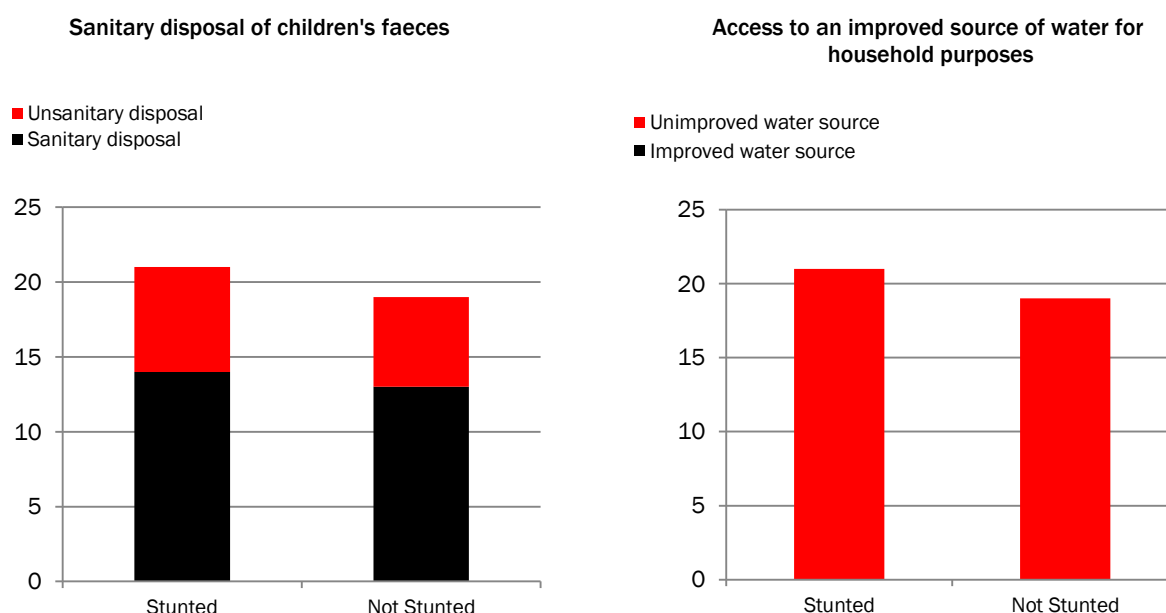 Sanitary disposal of children's faeces
Unsanitary disposal
Sanitary disposal
25
20
15
10
5
0
Stunted
Not Stunted
Access to an improved source of water for
household purposes
Unimproved water source
Improved water source
25
20
15
10
5
0
Stunted
Not Stunted